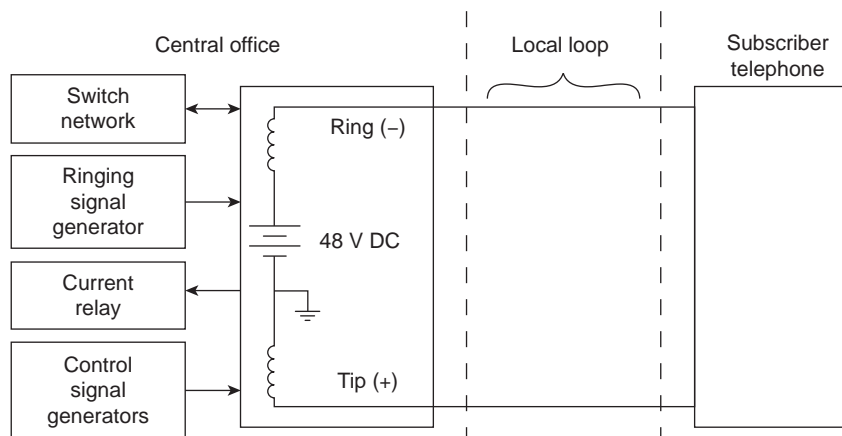 Central office
Local loop
Subscriber
telephone
Switch
network
Ringing
signal
generator
Current
relay
Control
signal
generators
Ring (−)
48 V DC
Tip (+)